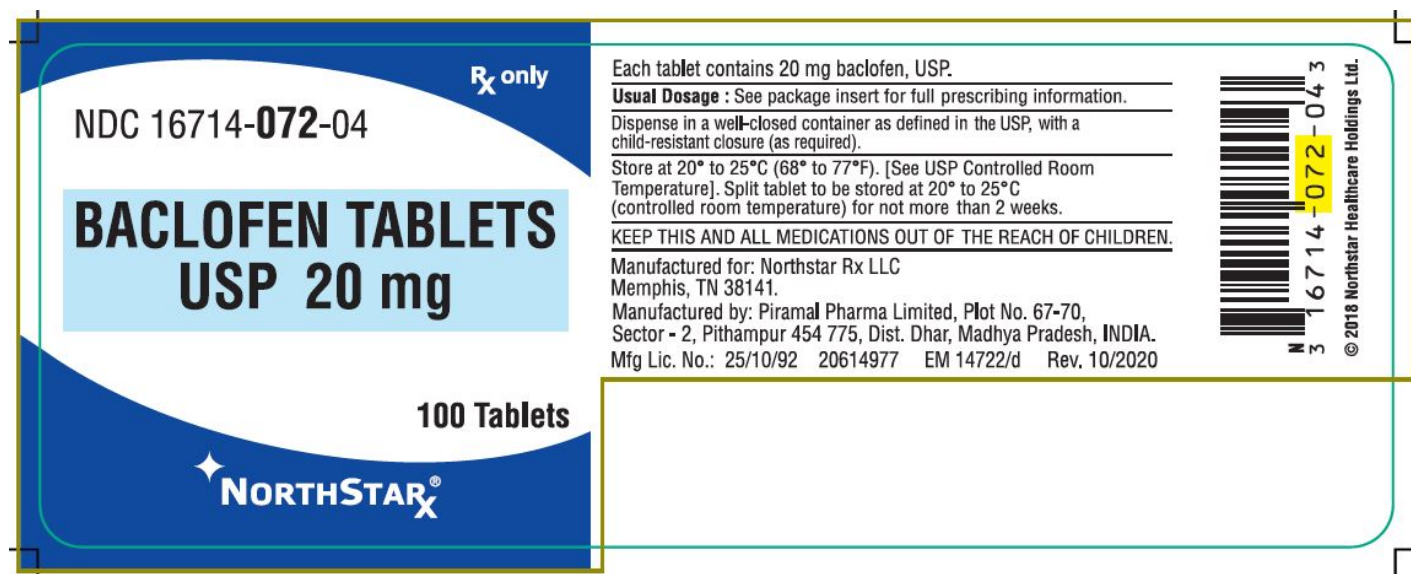 Rx only
NDC 16714-072-04
BACLOFEN TABLETS
USP 20 mg
100 Tablets
NORTHSTARx®
Each tablet contains 20 mg baclofen, USP.
Usual Dosage : See package insert for full prescribing information.
Dispense in a well-closed container as defined in the USP, with a
child-resistant closure (as required).
Store at 20° to 25°C (68° to 77°F). [See USP Controlled Room
Temperature]. Split tablet to be stored at 20° to 25°C
(controlled room temperature) for not more than 2 weeks.
KEEP THIS AND ALL MEDICATIONS OUT OF THE REACH OF CHILDREN.
Manufactured for: Northstar Rx LLC
Memphis, TN 38141.
Manufactured by: Piramal Pharma Limited, Plot No. 67-70,
Sector - 2, Pithampur 454 775, Dist. Dhar, Madhya Pradesh, INDIA.
Mfg Lic. No.: 25/10/92 20614977 EM 14722/d Rev. 10/2020
N
3 16714-072-04 3
© 2018 Northstar Healthcare Holdings Ltd.